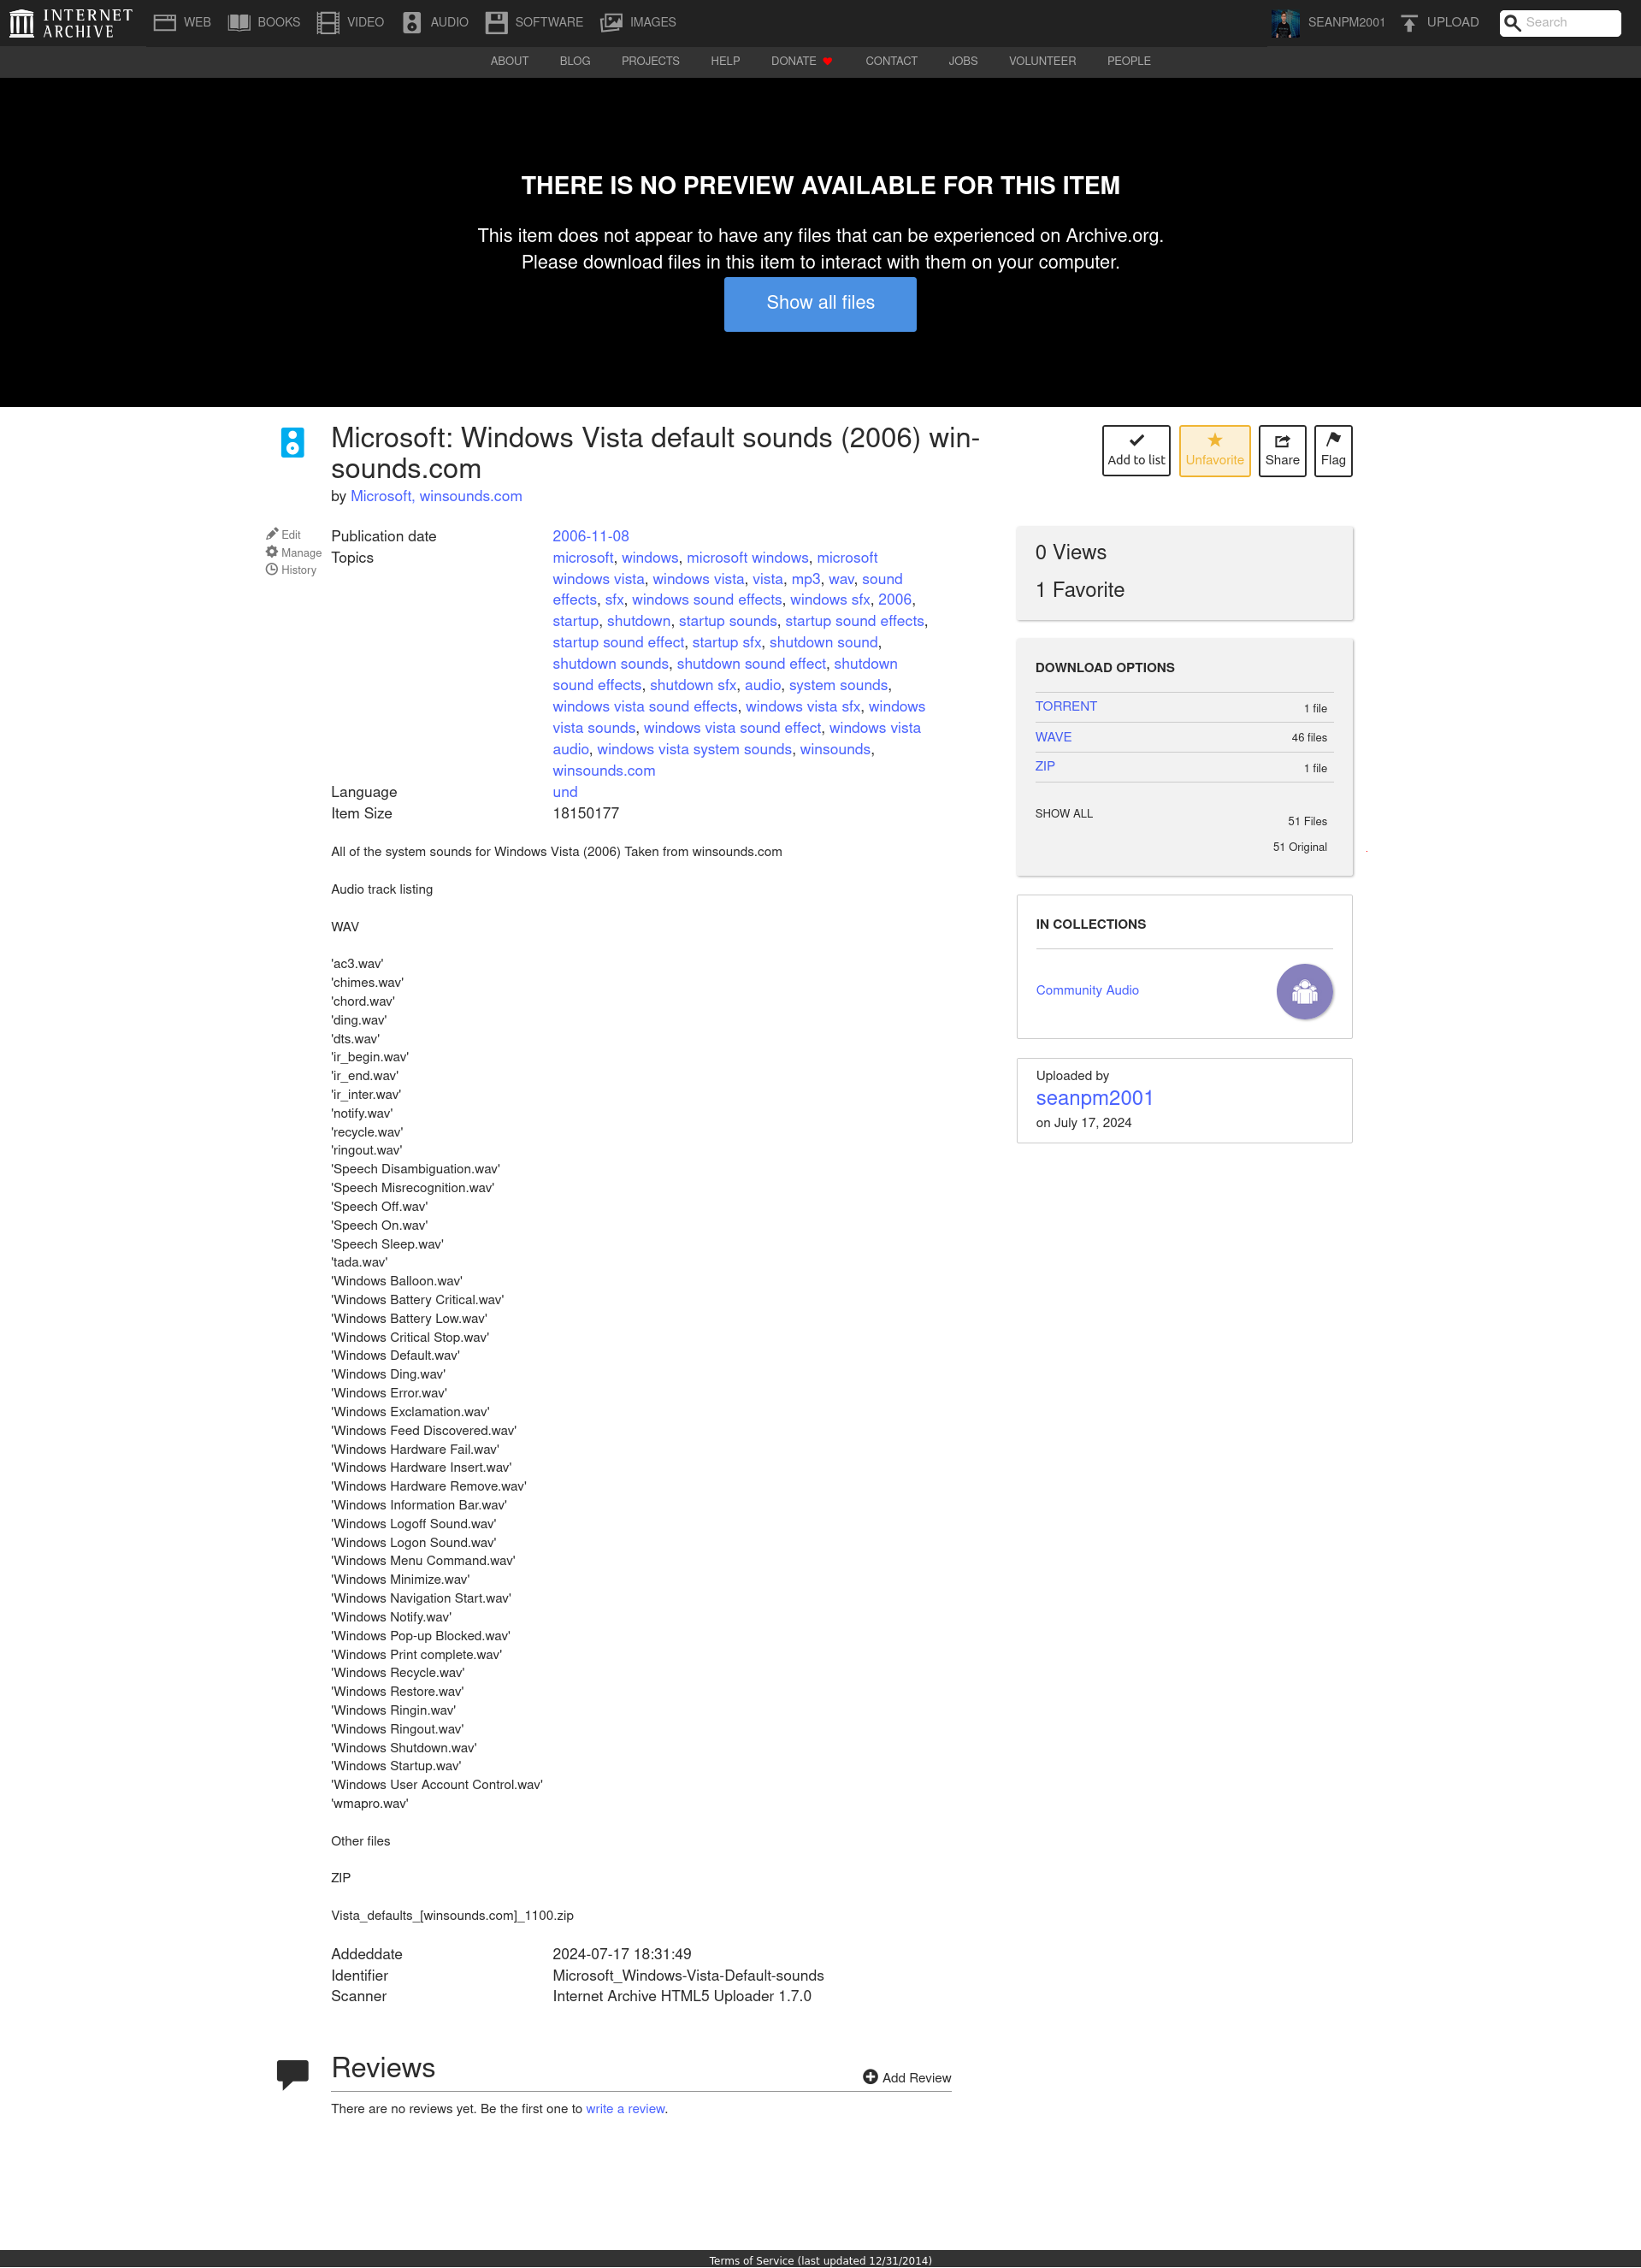 INTERNET ARCHIVE
WEB BOOKS VIDEO AUDIO SOFTWARE IMAGES SEANPM2001 UPLOAD Search
ABOUT BLOG PROJECTS HELP DONATE CONTACT JOBS VOLUNTEER PEOPLE
THERE IS NO PREVIEW AVAILABLE FOR THIS ITEM
This item does not appear to have any files that can be experienced on Archive.org.
Please download files in this item to interact with them on your computer.
Show all files
Microsoft: Windows Vista default sounds (2006) win-
sounds.com
by Microsoft, winsounds.com
Add to list Unfavorite Share Flag
Edit
Manage
History
Publication date 2006-11-08
Topics microsoft, windows, microsoft windows, microsoft
windows vista, windows vista, vista, mp3, wav, sound
effects, sfx, windows sound effects, windows sfx, 2006,
startup, shutdown, startup sounds, startup sound effects,
startup sound effect, startup sfx, shutdown sound,
shutdown sounds, shutdown sound effect, shutdown
sound effects, shutdown sfx, audio, system sounds,
windows vista sound effects, windows vista sfx, windows
vista sounds, windows vista sound effect, windows vista
audio, windows vista system sounds, winsounds,
winsounds.com
Language und
Item Size 18150177
All of the system sounds for Windows Vista (2006) Taken from winsounds.com
Audio track listing
WAV
'ac3.wav'
'chimes.wav'
'chord.wav'
'ding.wav'
'dts.wav'
'ir_begin.wav'
'ir_end.wav'
'ir_inter.wav'
'notify.wav'
'recycle.wav'
'ringout.wav'
'Speech Disambiguation.wav'
'Speech Misrecognition.wav'
'Speech Off.wav'
'Speech On.wav'
'Speech Sleep.wav'
'tada.wav'
'Windows Balloon.wav'
'Windows Battery Critical.wav'
'Windows Battery Low.wav'
'Windows Critical Stop.wav'
'Windows Default.wav'
'Windows Ding.wav'
'Windows Error.wav'
'Windows Exclamation.wav'
'Windows Feed Discovered.wav'
'Windows Hardware Fail.wav'
'Windows Hardware Insert.wav'
'Windows Hardware Remove.wav'
'Windows Information Bar.wav'
'Windows Logoff Sound.wav'
'Windows Logon Sound.wav'
'Windows Menu Command.wav'
'Windows Minimize.wav'
'Windows Navigation Start.wav'
'Windows Notify.wav'
'Windows Pop-up Blocked.wav'
'Windows Print complete.wav'
'Windows Recycle.wav'
'Windows Restore.wav'
'Windows Ringin.wav'
'Windows Ringout.wav'
'Windows Shutdown.wav'
'Windows Startup.wav'
'Windows User Account Control.wav'
'wmapro.wav'
Other files
ZIP
Vista_defaults_[winsounds.com]_1100.zip
Addeddate 2024-07-17 18:31:49
Identifier Microsoft_Windows-Vista-Default-sounds
Scanner Internet Archive HTML5 Uploader 1.7.0
0 Views
1 Favorite
DOWNLOAD OPTIONS
TORRENT 1 file
WAVE 46 files
ZIP 1 file
SHOW ALL 51 Files
51 Original
IN COLLECTIONS
Community Audio
Uploaded by
seanpm2001
on July 17, 2024
Reviews
Add Review
There are no reviews yet. Be the first one to write a review.
Terms of Service (last updated 12/31/2014)